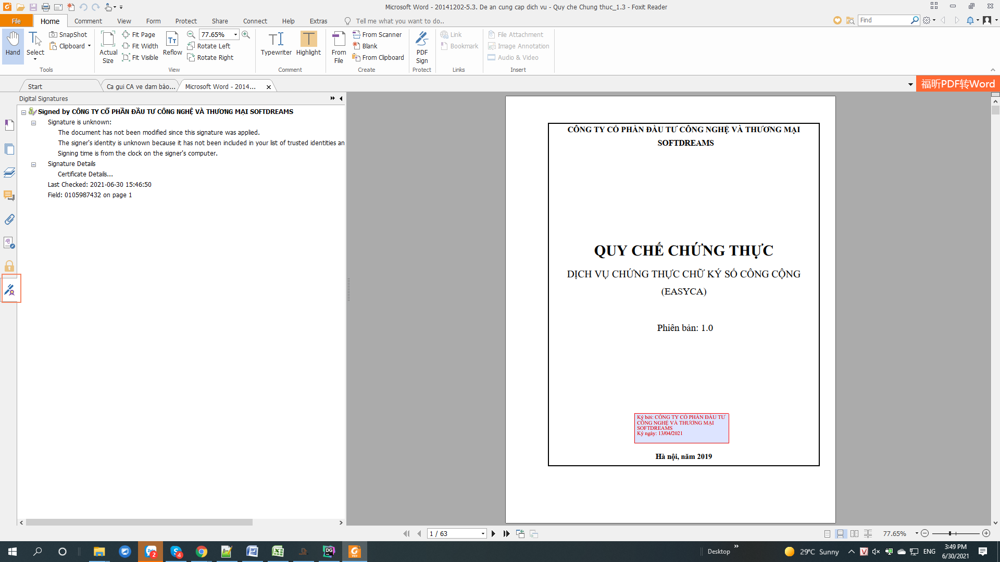 Microsoft Word - 20141202-5.3. De an cung cap dich vu - Quy che Chung thuc_1.3 - Foxit Reader
File Home Comment View Form Protect Share Connect Help Extras Tell me what you want to do.. Find
Hand
Select
SnapShot
Clipboard
Tools
Actual Size
Fit Page
Fit Width
Fit Visible
Reflow
77.65%
Rotate Left
Rotate Right
View
Typewriter
Highlight
Comment
From File
From Scanner
Blank
From Clipboard
Create
PDF Sign
Protect
Link
Bookmark
Links
File Attachment
Image Annotation
Audio & Video
Insert
Start
Ca gui CA ve dam bảo...
Microsoft Word - 2014...
福昕PDF转Word
Digital Signatures
Signed by CÔNG TY CỔ PHẦN ĐẦU TƯ CÔNG NGHỆ VÀ THƯƠNG MẠI SOFTDREAMS
Signature is unknown:
The document has not been modified since this signature was applied.
The signer's identity is unknown because it has not been included in your list of trusted identities an
Signing time is from the clock on the signer's computer.
Signature Details
Certificate Details...
Last Checked: 2021-06-30 15:46:50
Field: 0105987432 on page 1
CÔNG TY CỔ PHẦN ĐẦU TƯ CÔNG NGHỆ VÀ THƯƠNG MẠI
SOFTDREAMS
QUY CHẾ CHỨNG THỰC
DỊCH VỤ CHỨNG THỰC CHỮ KÝ SỐ CÔNG CỘNG
(EASYCA)
Phiên bản: 1.0
Ký bởi: CÔNG TY CỔ PHẦN ĐẦU TƯ
CÔNG NGHỆ VÀ THƯƠNG MẠI
SOFTDREAMS
Ký ngày: 13/04/2021
Hà nội, năm 2019
1 / 63
77.65%
Desktop
29°C Sunny
ENG
3:49 PM
6/30/2021